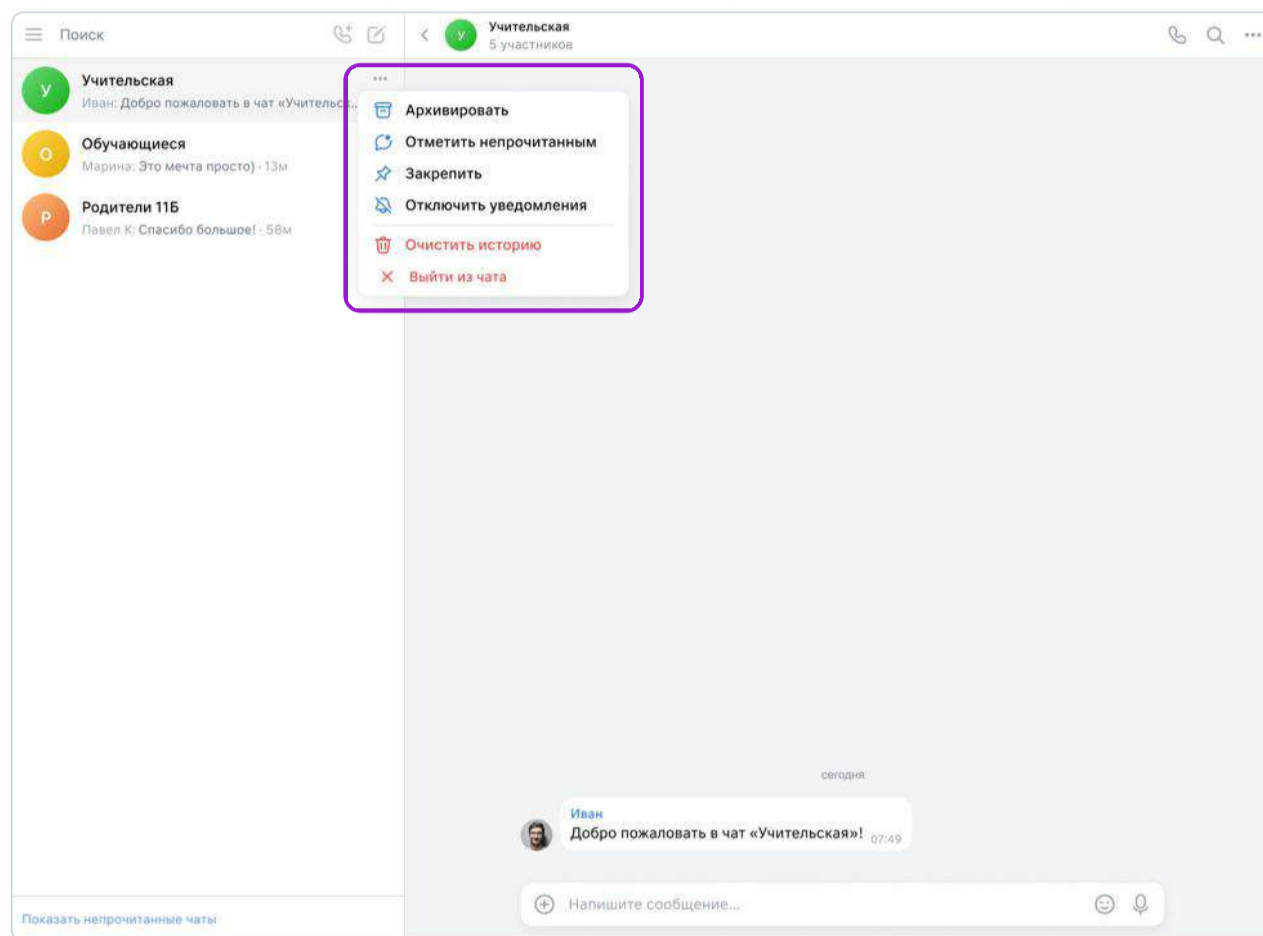 Поиск
Учительская
5 участников
У
У
Учительская
Иван: Добро пожаловать в чат «Учительск...
О
Обучающиеся
Марина: Это мечта просто) · 13м
Р
Родители 11Б
Павел К: Спасибо большое! · 58м
Архивировать
Отметить непрочитанным
Закрепить
Отключить уведомления
Очистить историю
Выйти из чата
сегодня
Иван
Добро пожаловать в чат «Учительская»! 07:49
Напишите сообщение...
Показать непрочитанные чаты